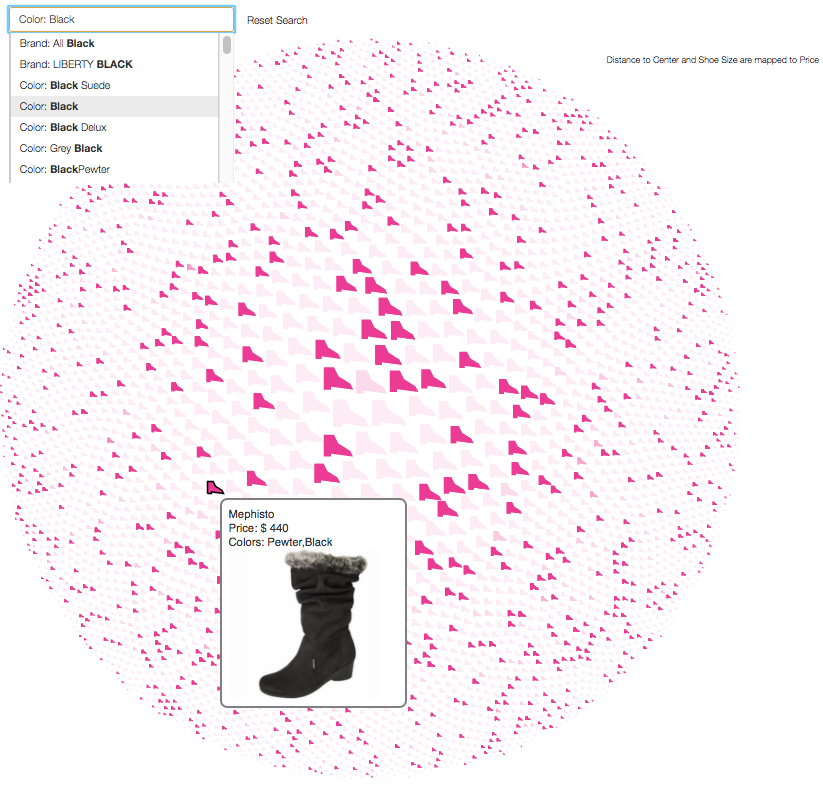 Color: Black
Reset Search
Brand: All Black
Brand: LIBERTY BLACK
Color: Black Suede
Color: Black
Color: Black Delux
Color: Grey Black
Color: BlackPewter
Distance to Center and Shoe Size are mapped to Price
Mephisto
Price: $ 440
Colors: Pewter,Black